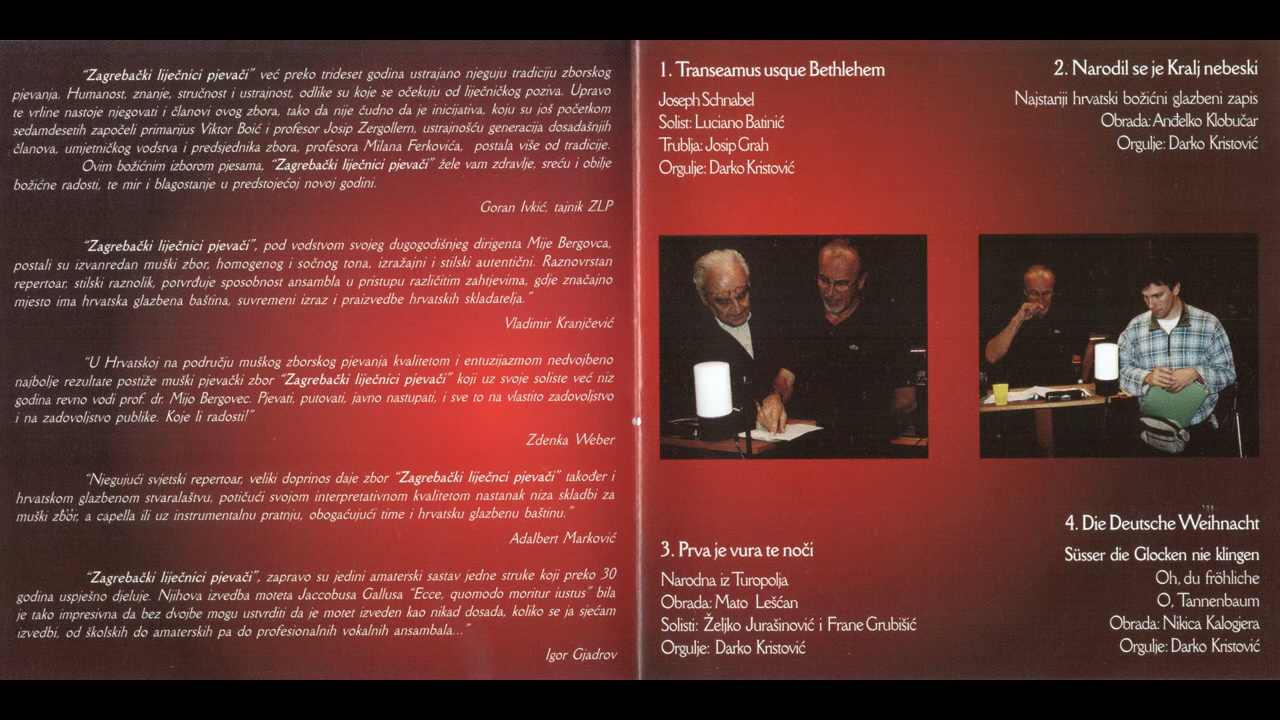 “Zagrebački liječnici pjevači” već preko trideset godina ustrajano njeguju tradiciju zborskog
pjevanja. Humanost, znanje, stručnost i ustrajnost, odlike su koje se očekuju od liječničkog poziva. Upravo
te vrline nastoje njegovati i članovi ovog zbora, tako da nije čudno da je inicijativa, koju su još početkom
sedamdesetih započeli primarijus Viktor Boić i profesor Josip Zergollern, ustrajnošću generacija dosadašnjih
članova, umjetničkog vodstva i predsjednika zbora, profesora Milana Ferkovića, postala više od tradicije.
Ovim božićnim izborom pjesama, “Zagrebački liječnici pjevači” žele vam zdravlje, sreću i obilje
božićne radosti, te mir i blagostanje u predstojećoj novoj godini.
Goran Ivkić, tajnik ZLP
“Zagrebački liječnici pjevači”, pod vodstvom svojeg dugogodišnjeg dirigenta Mije Bergovca,
postali su izvanredan muški zbor, homogenog i sočnog tona, izražajni i stilski autentični. Raznovrstan
repertoar, stilski raznolik, potvrđuje sposobnost ansambla u pristupu različitim zahtjevima, gdje značajno
mjesto ima hrvatska glazbena baština, suvremeni izraz i praizvedbe hrvatskih skladatelja.”
Vladimir Kranjčević
“U Hrvatskoj na području muškog zborskog pjevanja kvalitetom i entuzijazmom nedvojbeno
najbolje rezultate postiže muški pjevački zbor “Zagrebački liječnici pjevači” koji uz svoje soliste već niz
godina revno vodi prof. dr. Mijo Bergovec. Pjevati, putovati, javno nastupati, i sve to na vlastito zadovoljstvo
i na zadovoljstvo publike. Koje li radosti!”
Zdenka Weber
“Njegujući svjetski repertoar, veliki doprinos daje zbor “Zagrebački liječnci pjevači” također i
hrvatskom glazbenom stvaralaštvu, potičući svojom interpretativnom kvalitetom nastanak niza skladbi za
muški zbor, a capella ili uz instrumentalnu pratnju, obogaćujući time i hrvatsku glazbenu baštinu.”
Adalbert Marković
“Zagrebački liječnici pjevači”, zapravo su jedini amaterski sastav jedne struke koji preko 30
godina uspješno djeluje. Njihova izvedba moteta Jaccobusa Gallusa “Ecce, quomodo moritur iustus” bila
je tako impresivna da bez dvojbe mogu ustvrditi da je motet izveden kao nikad dosada, koliko se ja sjećam
izvedbi, od školskih do amaterskih pa do profesionalnih vokalnih ansambala...”
Igor Gjadrov
1. Transeamus usque Bethlehem
Joseph Schnabel
Solist: Luciano Batinić
Trublja: Josip Grah
Orgulje: Darko Kristović
2. Narodil se je Kralj nebeski
Najstariji hrvatski božićni glazbeni zapis
Obrada: Anđelko Klobučar
Orgulje: Darko Kristović
3. Prva je vura te noči
Narodna iz Turopolja
Obrada: Mato Lešćan
Solisti: Željko Jurašinović i Frane Grubišić
Orgulje: Darko Kristović
4. Die Deutsche Weihnacht
Süsser die Glocken nie klingen
Oh, du fröhliche
O, Tannenbaum
Obrada: Nikica Kalogjera
Orgulje: Darko Kristović